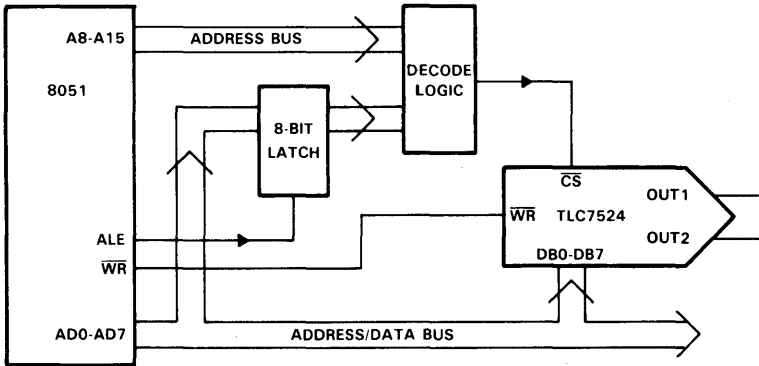 A8-A15
ADDRESS BUS
DECODE
LOGIC
8051
8-BIT
LATCH
CS
OUT1
WR
TLC7524
ALE
OUT2
WR
DB0-DB7
AD0-AD7
ADDRESS/DATA BUS